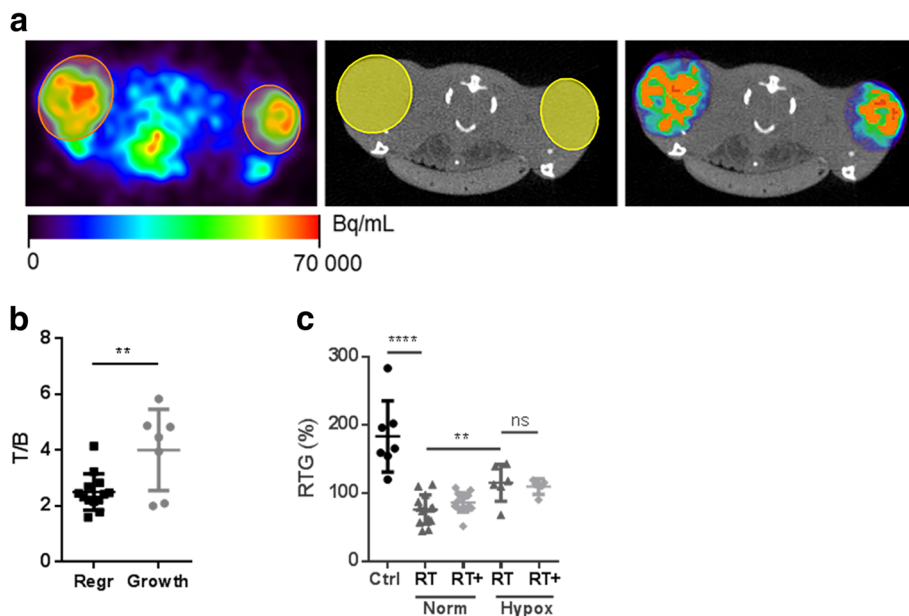 a
Bq/mL
0 70 000
b
T/B
8
6
4
2
0
**
Regr Growth
c
RTG (%)
300
200
100
0
****
**
ns
Ctrl RT RT+ RT RT+
Norm Hypox